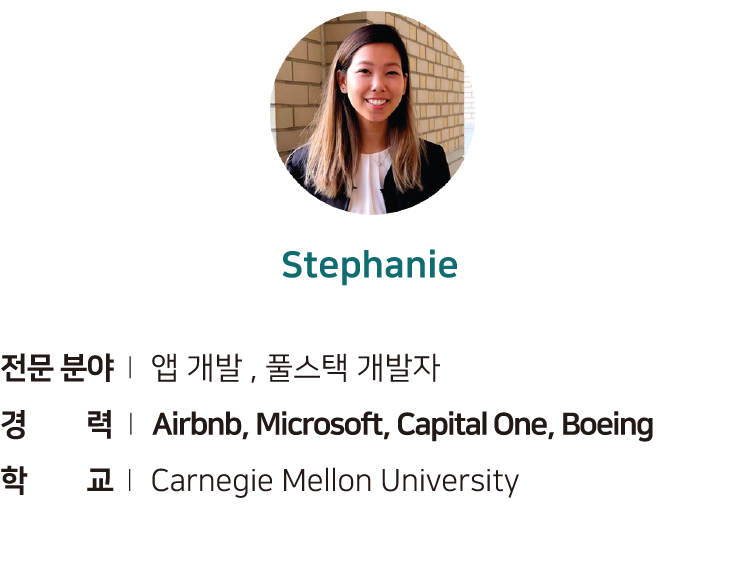 Stephanie
전문 분야 | 앱 개발 , 풀스택 개발자
경 력 | Airbnb, Microsoft, Capital One, Boeing
학 교 | Carnegie Mellon University